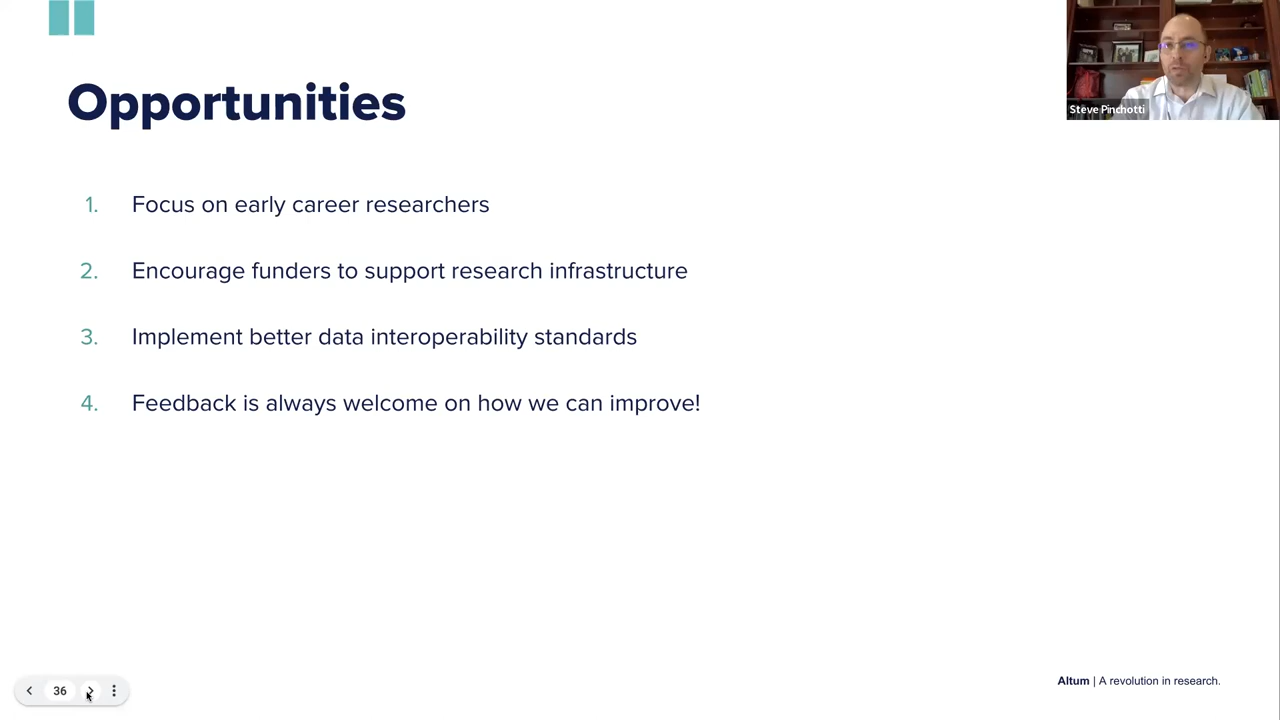 Opportunities
Steve Pinchotti
1. Focus on early career researchers
2. Encourage funders to support research infrastructure
3. Implement better data interoperability standards
4. Feedback is always welcome on how we can improve!
Altum | A revolution in research.
36